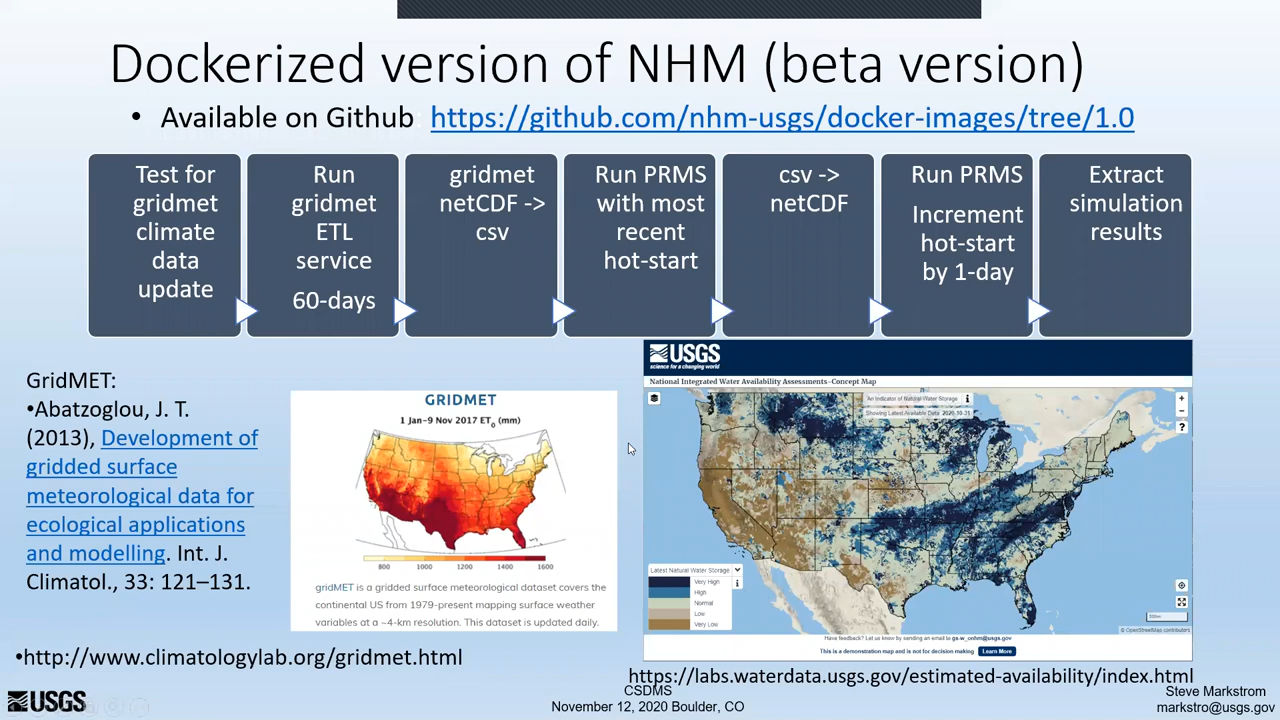 Dockerized version of NHM (beta version)
• Available on Github https://github.com/nhm-usgs/docker-images/tree/1.0
Test for
gridmet
climate
data
update
Run
gridmet
ETL
service
60-days
gridmet
netCDF ->
csv
Run PRMS
with most
recent
hot-start
csv ->
netCDF
Run PRMS
Increment
hot-start
by 1-day
Extract
simulation
results
GridMET:
•Abatzoglou, J. T.
(2013), Development of
gridded surface
meteorological data for
ecological applications
and modelling. Int. J.
Climatol., 33: 121–131.
•http://www.climatologylab.org/gridmet.html
GRIDMET
1 Jan–9 Nov 2017 ET0 (mm)
800 1000 1200 1400 1600
gridMET is a gridded surface meteorological dataset covers the
continental US from 1979-present mapping surface weather
variables at a ~4-km resolution. This dataset is updated daily.
USGS
science for a changing world
National Integrated Water Availability Assessments–Concept Map
An Indicator of Natural Water Storage
Showing Latest Available Data: 2020-10-31
+
−
?
Latest Natural Water Storage
Very High
High
Normal
Low
Very Low
© OpenStreetMap contributors
Have feedback? Let us know by sending an email to gs.w_onhm@usgs.gov
This is a demonstration map and is not for decision making. Learn More
https://labs.waterdata.usgs.gov/estimated-availability/index.html
USGS
CSDMS
November 12, 2020 Boulder, CO
Steve Markstrom
markstro@usgs.gov